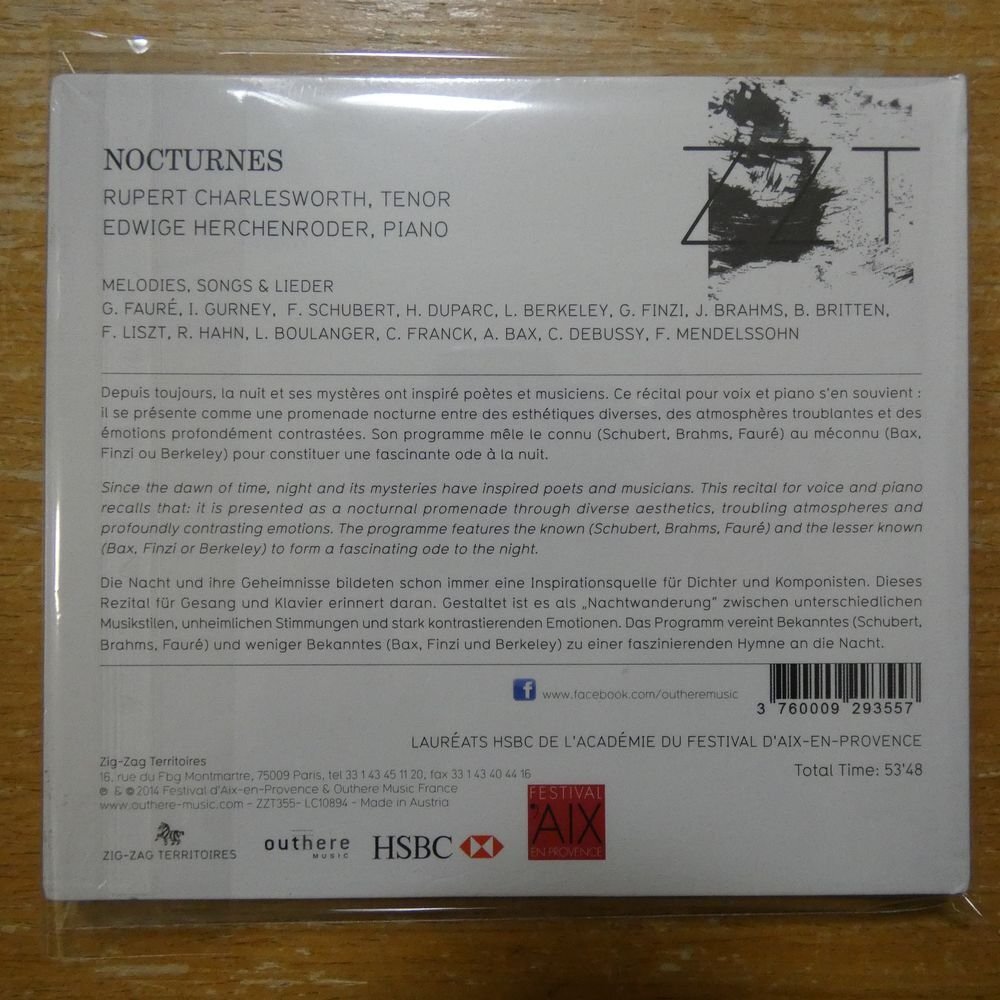 NOCTURNES
RUPERT CHARLESWORTH, TENOR
EDWIGE HERCHENRODER, PIANO
ZZT
MELODIES, SONGS & LIEDER
G. FAURÉ, I. GURNEY, F. SCHUBERT, H. DUPARC, L. BERKELEY, G. FINZI, J. BRAHMS, B. BRITTEN,
F. LISZT, R. HAHN, L. BOULANGER, C. FRANCK, A. BAX, C. DEBUSSY, F. MENDELSSOHN
Depuis toujours, la nuit et ses mystères ont inspiré poètes et musiciens. Ce récital pour voix et piano s'en souvient :
il se présente comme une promenade nocturne entre des esthétiques diverses, des atmosphères troublantes et des
émotions profondément contrastées. Son programme mêle le connu (Schubert, Brahms, Fauré) au méconnu (Bax,
Finzi ou Berkeley) pour constituer une fascinante ode à la nuit.
Since the dawn of time, night and its mysteries have inspired poets and musicians. This recital for voice and piano
recalls that: it is presented as a nocturnal promenade through diverse aesthetics, troubling atmospheres and
profoundly contrasting emotions. The programme features the known (Schubert, Brahms, Fauré) and the lesser known
(Bax, Finzi or Berkeley) to form a fascinating ode to the night.
Die Nacht und ihre Geheimnisse bildeten schon immer eine Inspirationsquelle für Dichter und Komponisten. Dieses
Rezital für Gesang und Klavier erinnert daran. Gestaltet ist es als „Nachtwanderung" zwischen unterschiedlichen
Musikstilen, unheimlichen Stimmungen und stark kontrastierenden Emotionen. Das Programm vereint Bekanntes (Schubert,
Brahms, Fauré) und weniger Bekanntes (Bax, Finzi und Berkeley) zu einer faszinierenden Hymne an die Nacht.
f www.facebook.com/outheremusic
3 760009 293557
LAURÉATS HSBC DE L'ACADÉMIE DU FESTIVAL D'AIX-EN-PROVENCE
Total Time: 53'48
Zig-Zag Territoires
16, rue du Fbg Montmartre, 75009 Paris, tel 33 1 43 45 11 20, fax 33 1 43 40 44 16
℗ & © 2014 Festival d'Aix-en-Provence & Outhere Music France
www.outhere-music.com - ZZT355- LC10894 - Made in Austria
ZIG-ZAG TERRITOIRES
outhere
MUSIC
HSBC
FESTIVAL
D'AIX
EN PROVENCE